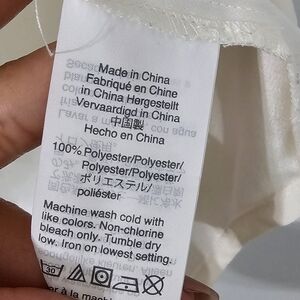 Made in China
Fabriqué en Chine
in China Hergestellt
Vervaardigd in China
中国製
Hecho en China
100% Polyester/Polyester/
Polyester/Polyester/
ポリエステル/
poliéster
Machine wash cold with
like colors. Non-chlorine
bleach only. Tumble dry
low. Iron on lowest setting.
30